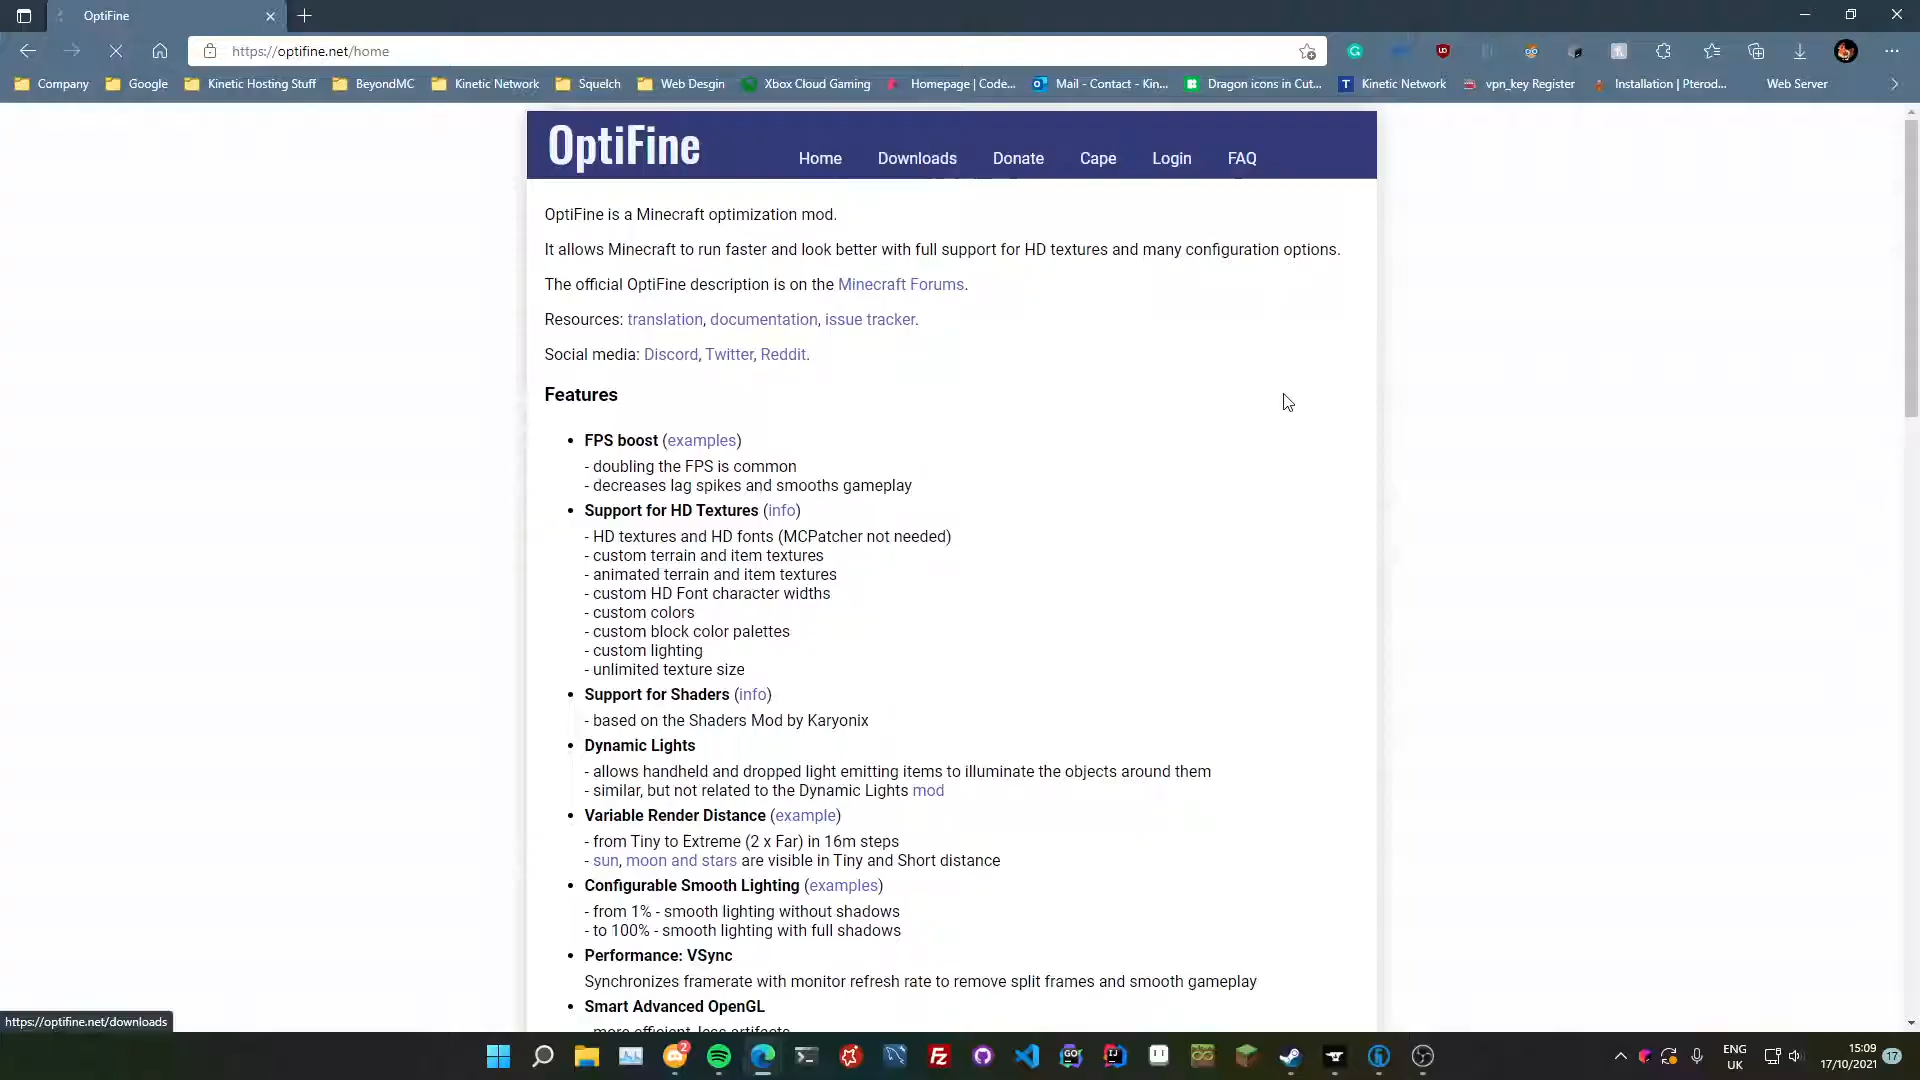 OptiFine
https://optifine.net/home
Company Google Kinetic Hosting Stuff BeyondMC Kinetic Network Squelch Web Desgin Xbox Cloud Gaming Homepage | Code... Mail - Contact - Kin... Dragon icons in Cut... Kinetic Network vpn_key Register Installation | Pterod... Web Server
OptiFine
Home Downloads Donate Cape Login FAQ
OptiFine is a Minecraft optimization mod.
It allows Minecraft to run faster and look better with full support for HD textures and many configuration options.
The official OptiFine description is on the Minecraft Forums.
Resources: translation, documentation, issue tracker.
Social media: Discord, Twitter, Reddit.
Features
• FPS boost (examples)
- doubling the FPS is common
- decreases lag spikes and smooths gameplay
• Support for HD Textures (info)
- HD textures and HD fonts (MCPatcher not needed)
- custom terrain and item textures
- animated terrain and item textures
- custom HD Font character widths
- custom colors
- custom block color palettes
- custom lighting
- unlimited texture size
• Support for Shaders (info)
- based on the Shaders Mod by Karyonix
• Dynamic Lights
- allows handheld and dropped light emitting items to illuminate the objects around them
- similar, but not related to the Dynamic Lights mod
• Variable Render Distance (example)
- from Tiny to Extreme (2 x Far) in 16m steps
- sun, moon and stars are visible in Tiny and Short distance
• Configurable Smooth Lighting (examples)
- from 1% - smooth lighting without shadows
- to 100% - smooth lighting with full shadows
• Performance: VSync
Synchronizes framerate with monitor refresh rate to remove split frames and smooth gameplay
• Smart Advanced OpenGL
- more efficient, less artifacts
https://optifine.net/downloads
2
GO
IJ
FZ
ENG
UK
15:09
17/10/2021
17